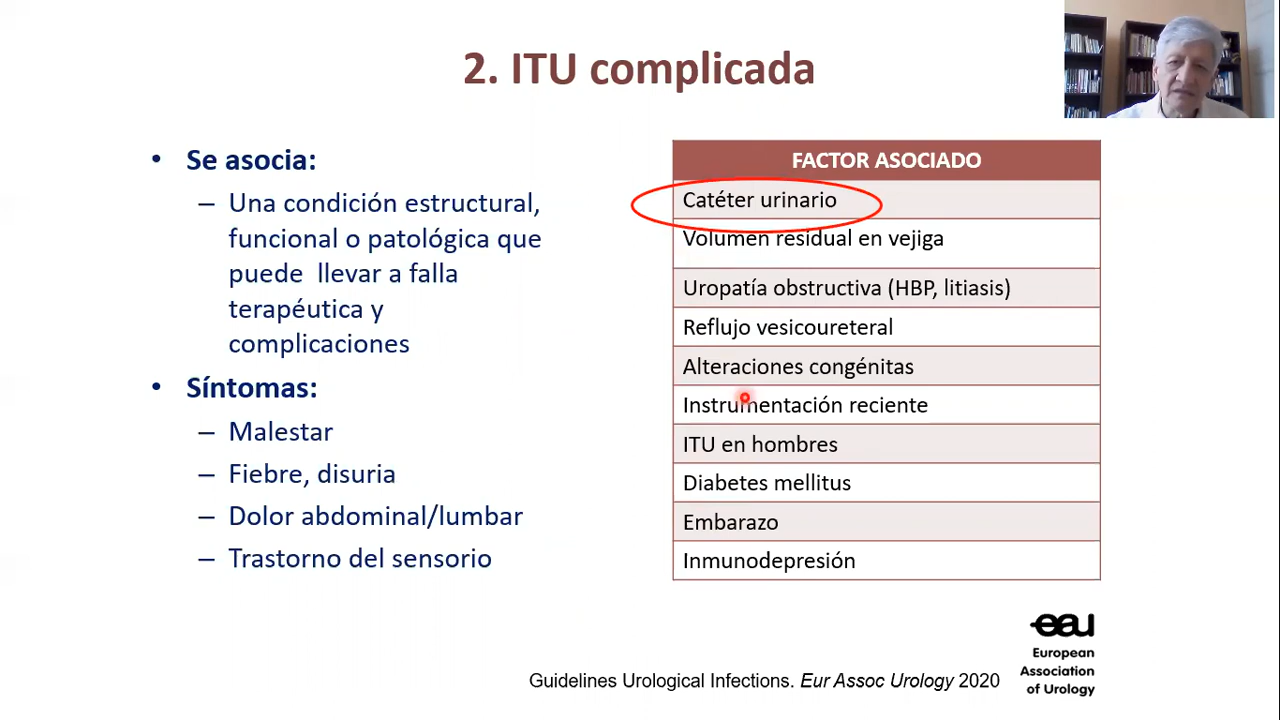 2. ITU complicada
• Se asocia:
– Una condición estructural,
funcional o patológica que
puede llevar a falla
terapéutica y
complicaciones
• Síntomas:
– Malestar
– Fiebre, disuria
– Dolor abdominal/lumbar
– Trastorno del sensorio
FACTOR ASOCIADO
Catéter urinario
Volumen residual en vejiga
Uropatía obstructiva (HBP, litiasis)
Reflujo vesicoureteral
Alteraciones congénitas
Instrumentación reciente
ITU en hombres
Diabetes mellitus
Embarazo
Inmunodepresión
eau
European
Association
of Urology
Guidelines Urological Infections. Eur Assoc Urology 2020